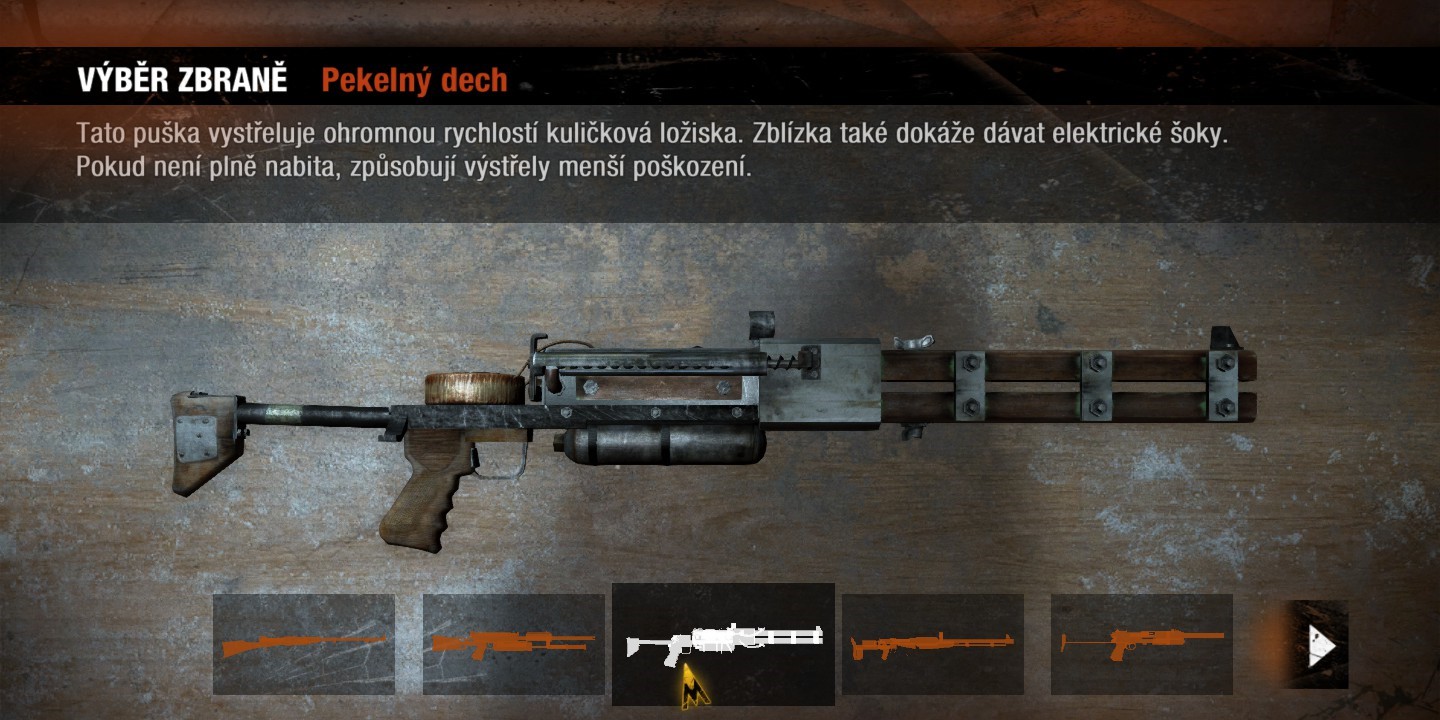 VÝBĚR ZBRANĚ Pekelný dech
Tato puška vystřeluje ohromnou rychlostí kuličková ložiska. Zblízka také dokáže dávat elektrické šoky.
Pokud není plně nabita, způsobují výstřely menší poškození.